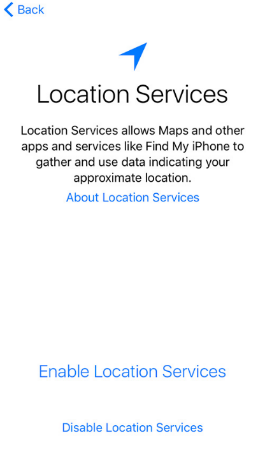 Back
Location Services
Location Services allows Maps and other
apps and services like Find My iPhone to
gather and use data indicating your
approximate location.
About Location Services
Enable Location Services
Disable Location Services